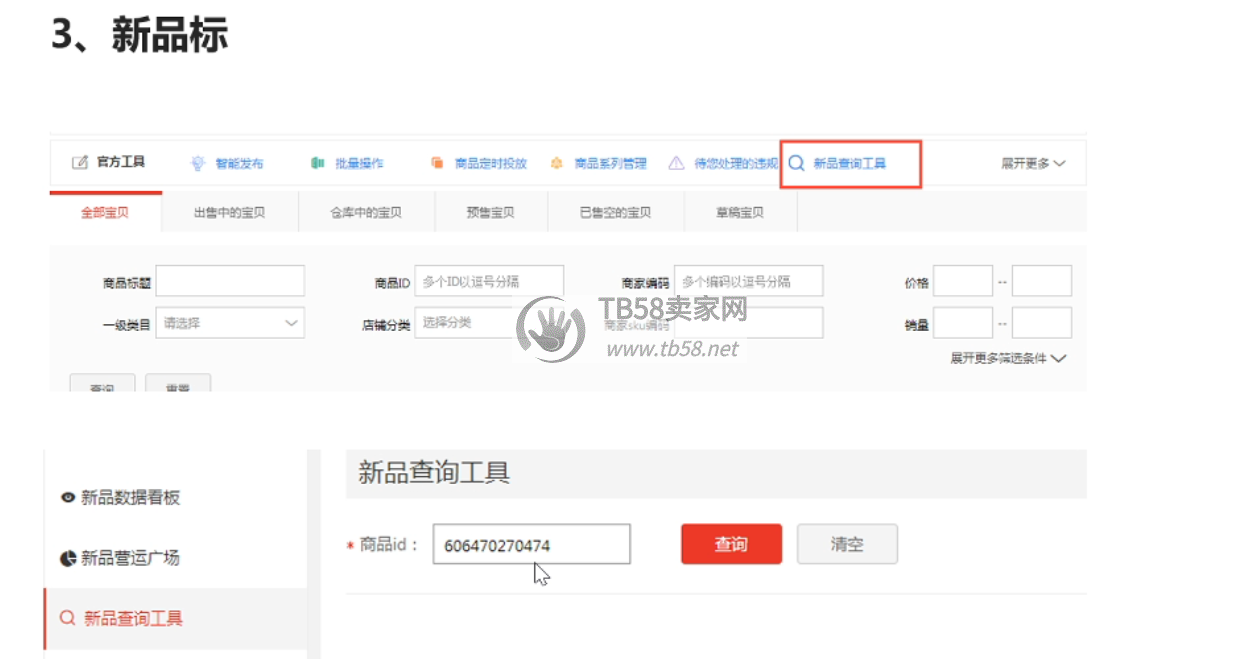 3、新品标
官方工具 智能发布 批量操作 商品定时投放 商品系列管理 待您处理的违规 新品查询工具 展开更多
全部宝贝 出售中的宝贝 仓库中的宝贝 预售宝贝 已售空的宝贝 草稿宝贝
商品标题 商品ID 多个ID以逗号分隔 商家编码 多个编码以逗号分隔 价格 --
TB58卖家网
一级类目 请选择 店铺分类 选择分类 商家sku编码 销量 --
www.tb58.net
展开更多筛选条件
查询 重置
新品查询工具
新品数据看板
* 商品id： 606470270474 查询 清空
新品营运广场
新品查询工具